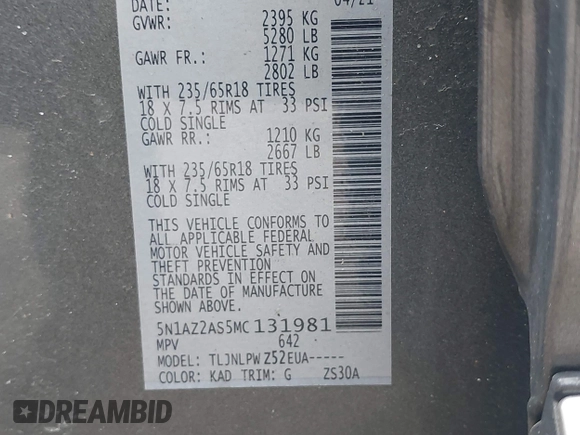 DATE: 04/21
GVWR: 2395 KG
5280 LB
GAWR FR.: 1271 KG
2802 LB
WITH 235/65R18 TIRES
18 X 7.5 RIMS AT 33 PSI
COLD SINGLE
GAWR RR.: 1210 KG
2667 LB
WITH 235/65R18 TIRES
18 X 7.5 RIMS AT 33 PSI
COLD SINGLE
THIS VEHICLE CONFORMS TO
ALL APPLICABLE FEDERAL
MOTOR VEHICLE SAFETY AND
THEFT PREVENTION
STANDARDS IN EFFECT ON
THE DATE OF MANUFACTURE
SHOWN ABOVE.
5N1AZ2AS5MC131981
MPV 642
MODEL: TLJNLPW Z52EUA-----
COLOR: KAD TRIM: G ZS30A
DREAMBID